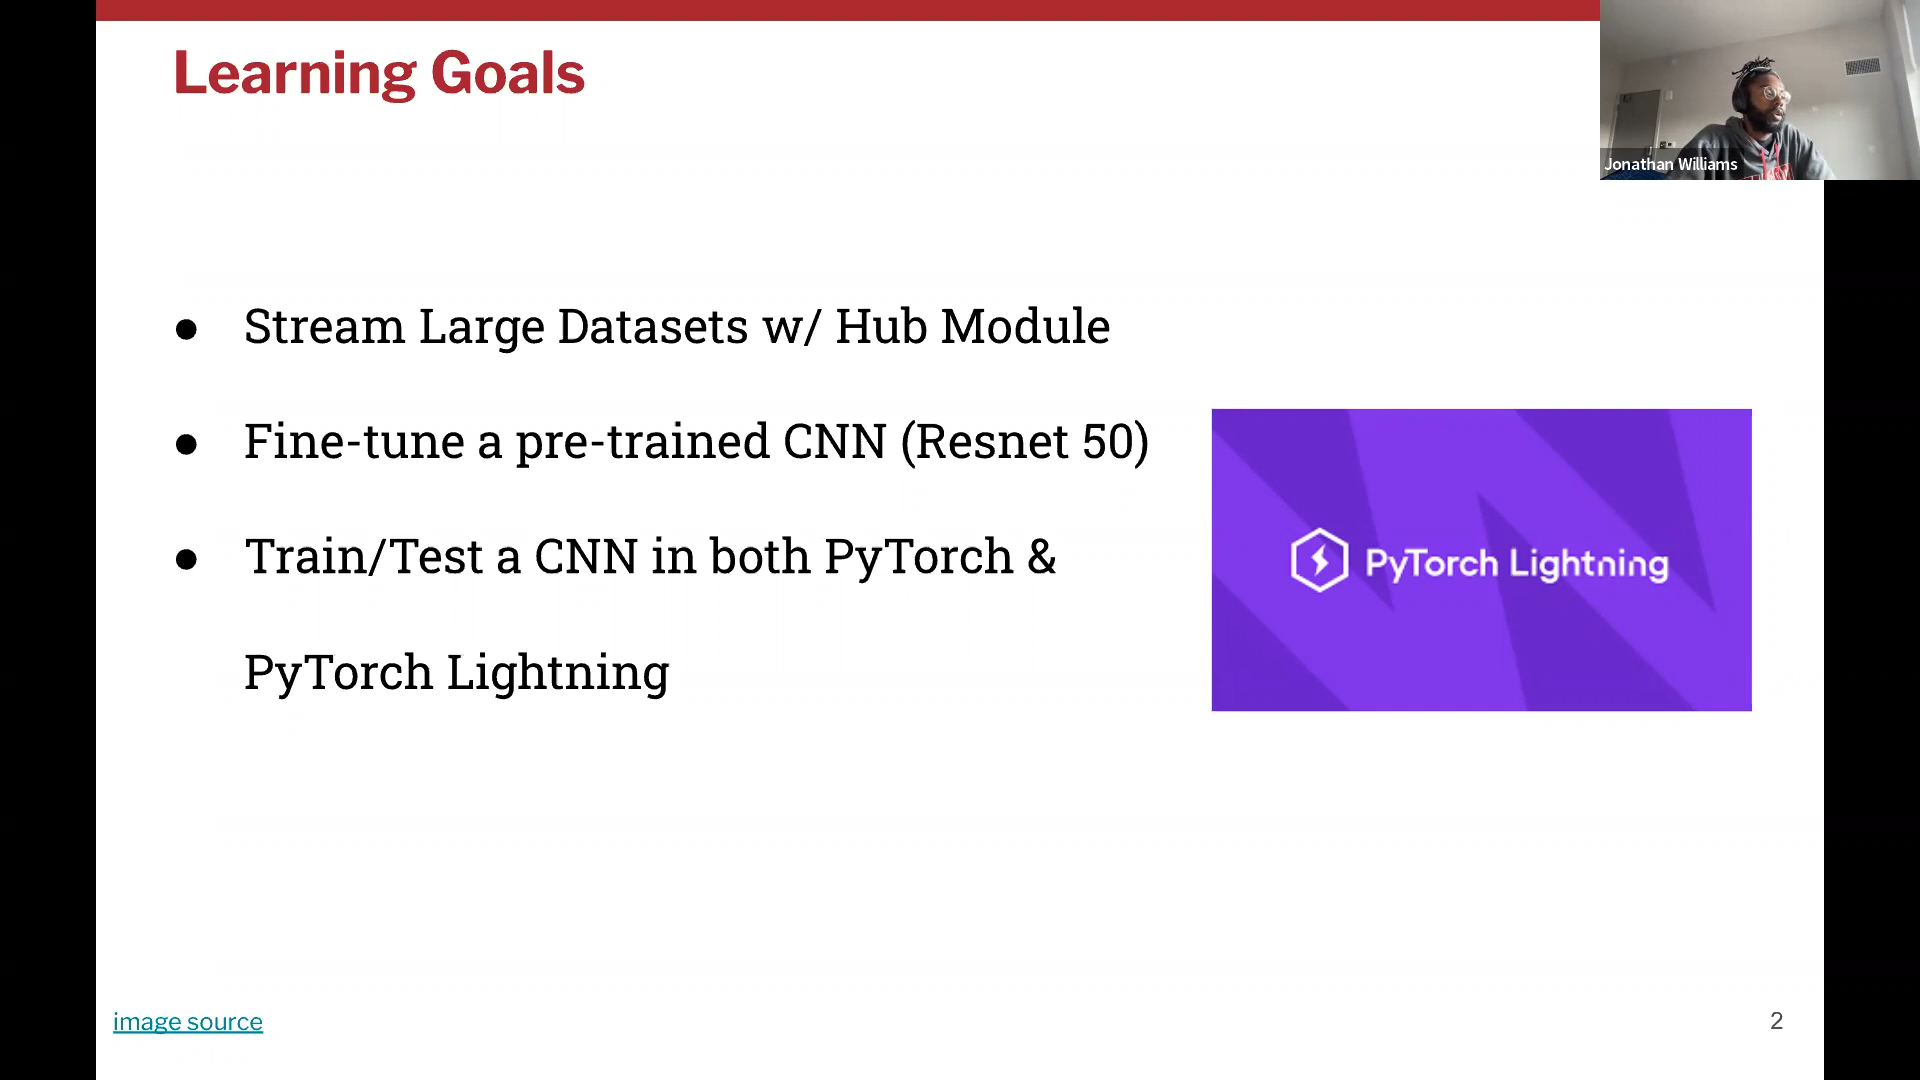 Learning Goals
Jonathan Williams
● Stream Large Datasets w/ Hub Module
● Fine-tune a pre-trained CNN (Resnet 50)
● Train/Test a CNN in both PyTorch &
PyTorch Lightning
PyTorch Lightning
image source
2